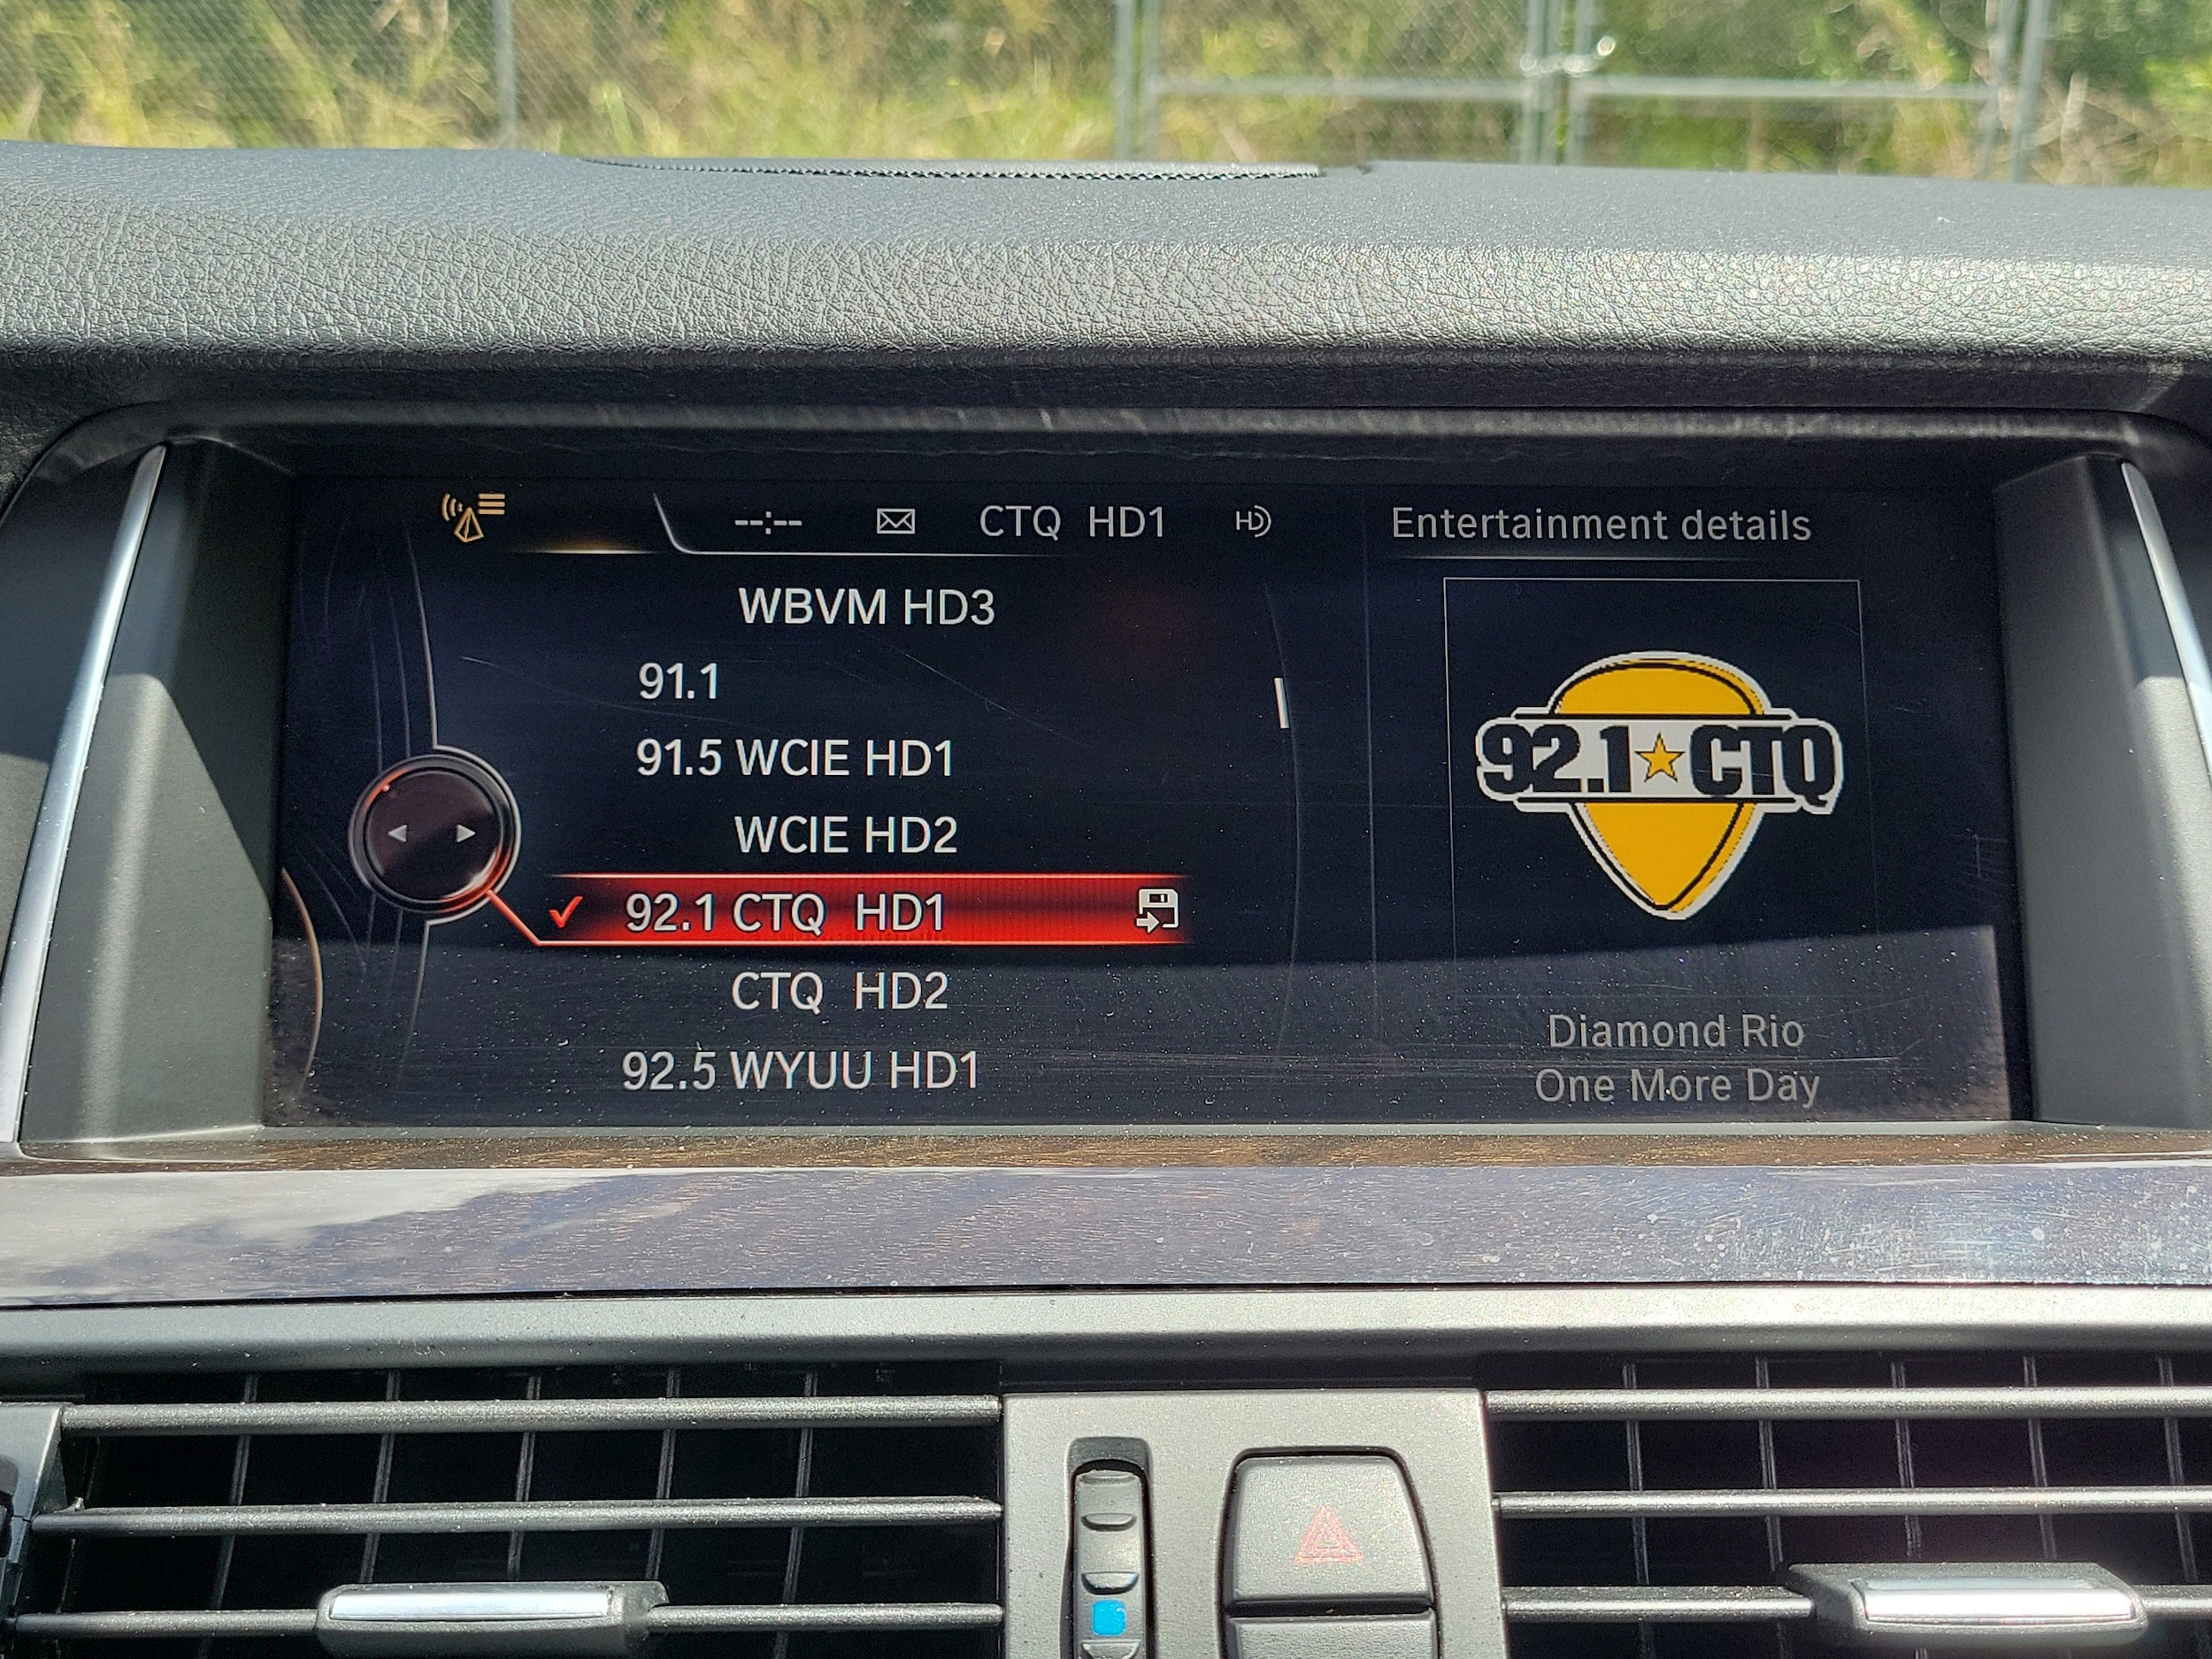 --:-- CTQ HD1 HD
Entertainment details
WBVM HD3
91.1
91.5 WCIE HD1
WCIE HD2
92.1 CTQ HD1
CTQ HD2
92.5 WYUU HD1
92.1 CTQ
Diamond Rio
One More Day